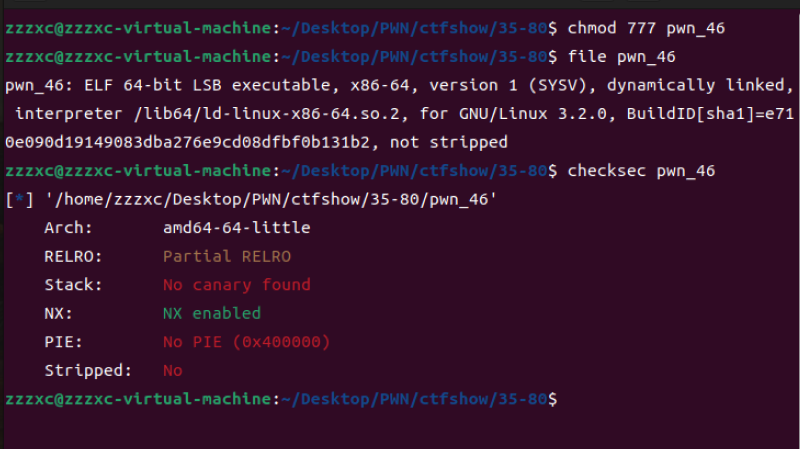 zzzxc@zzzxc-virtual-machine:~/Desktop/PWN/ctfshow/35-80$ chmod 777 pwn_46
zzzxc@zzzxc-virtual-machine:~/Desktop/PWN/ctfshow/35-80$ file pwn_46
pwn_46: ELF 64-bit LSB executable, x86-64, version 1 (SYSV), dynamically linked,
 interpreter /lib64/ld-linux-x86-64.so.2, for GNU/Linux 3.2.0, BuildID[sha1]=e71
0e090d19149083dba276e9cd08dfbf0b131b2, not stripped
zzzxc@zzzxc-virtual-machine:~/Desktop/PWN/ctfshow/35-80$ checksec pwn_46
[*] '/home/zzzxc/Desktop/PWN/ctfshow/35-80/pwn_46'
    Arch:       amd64-64-little
    RELRO:      Partial RELRO
    Stack:      No canary found
    NX:         NX enabled
    PIE:        No PIE (0x400000)
    Stripped:   No
zzzxc@zzzxc-virtual-machine:~/Desktop/PWN/ctfshow/35-80$